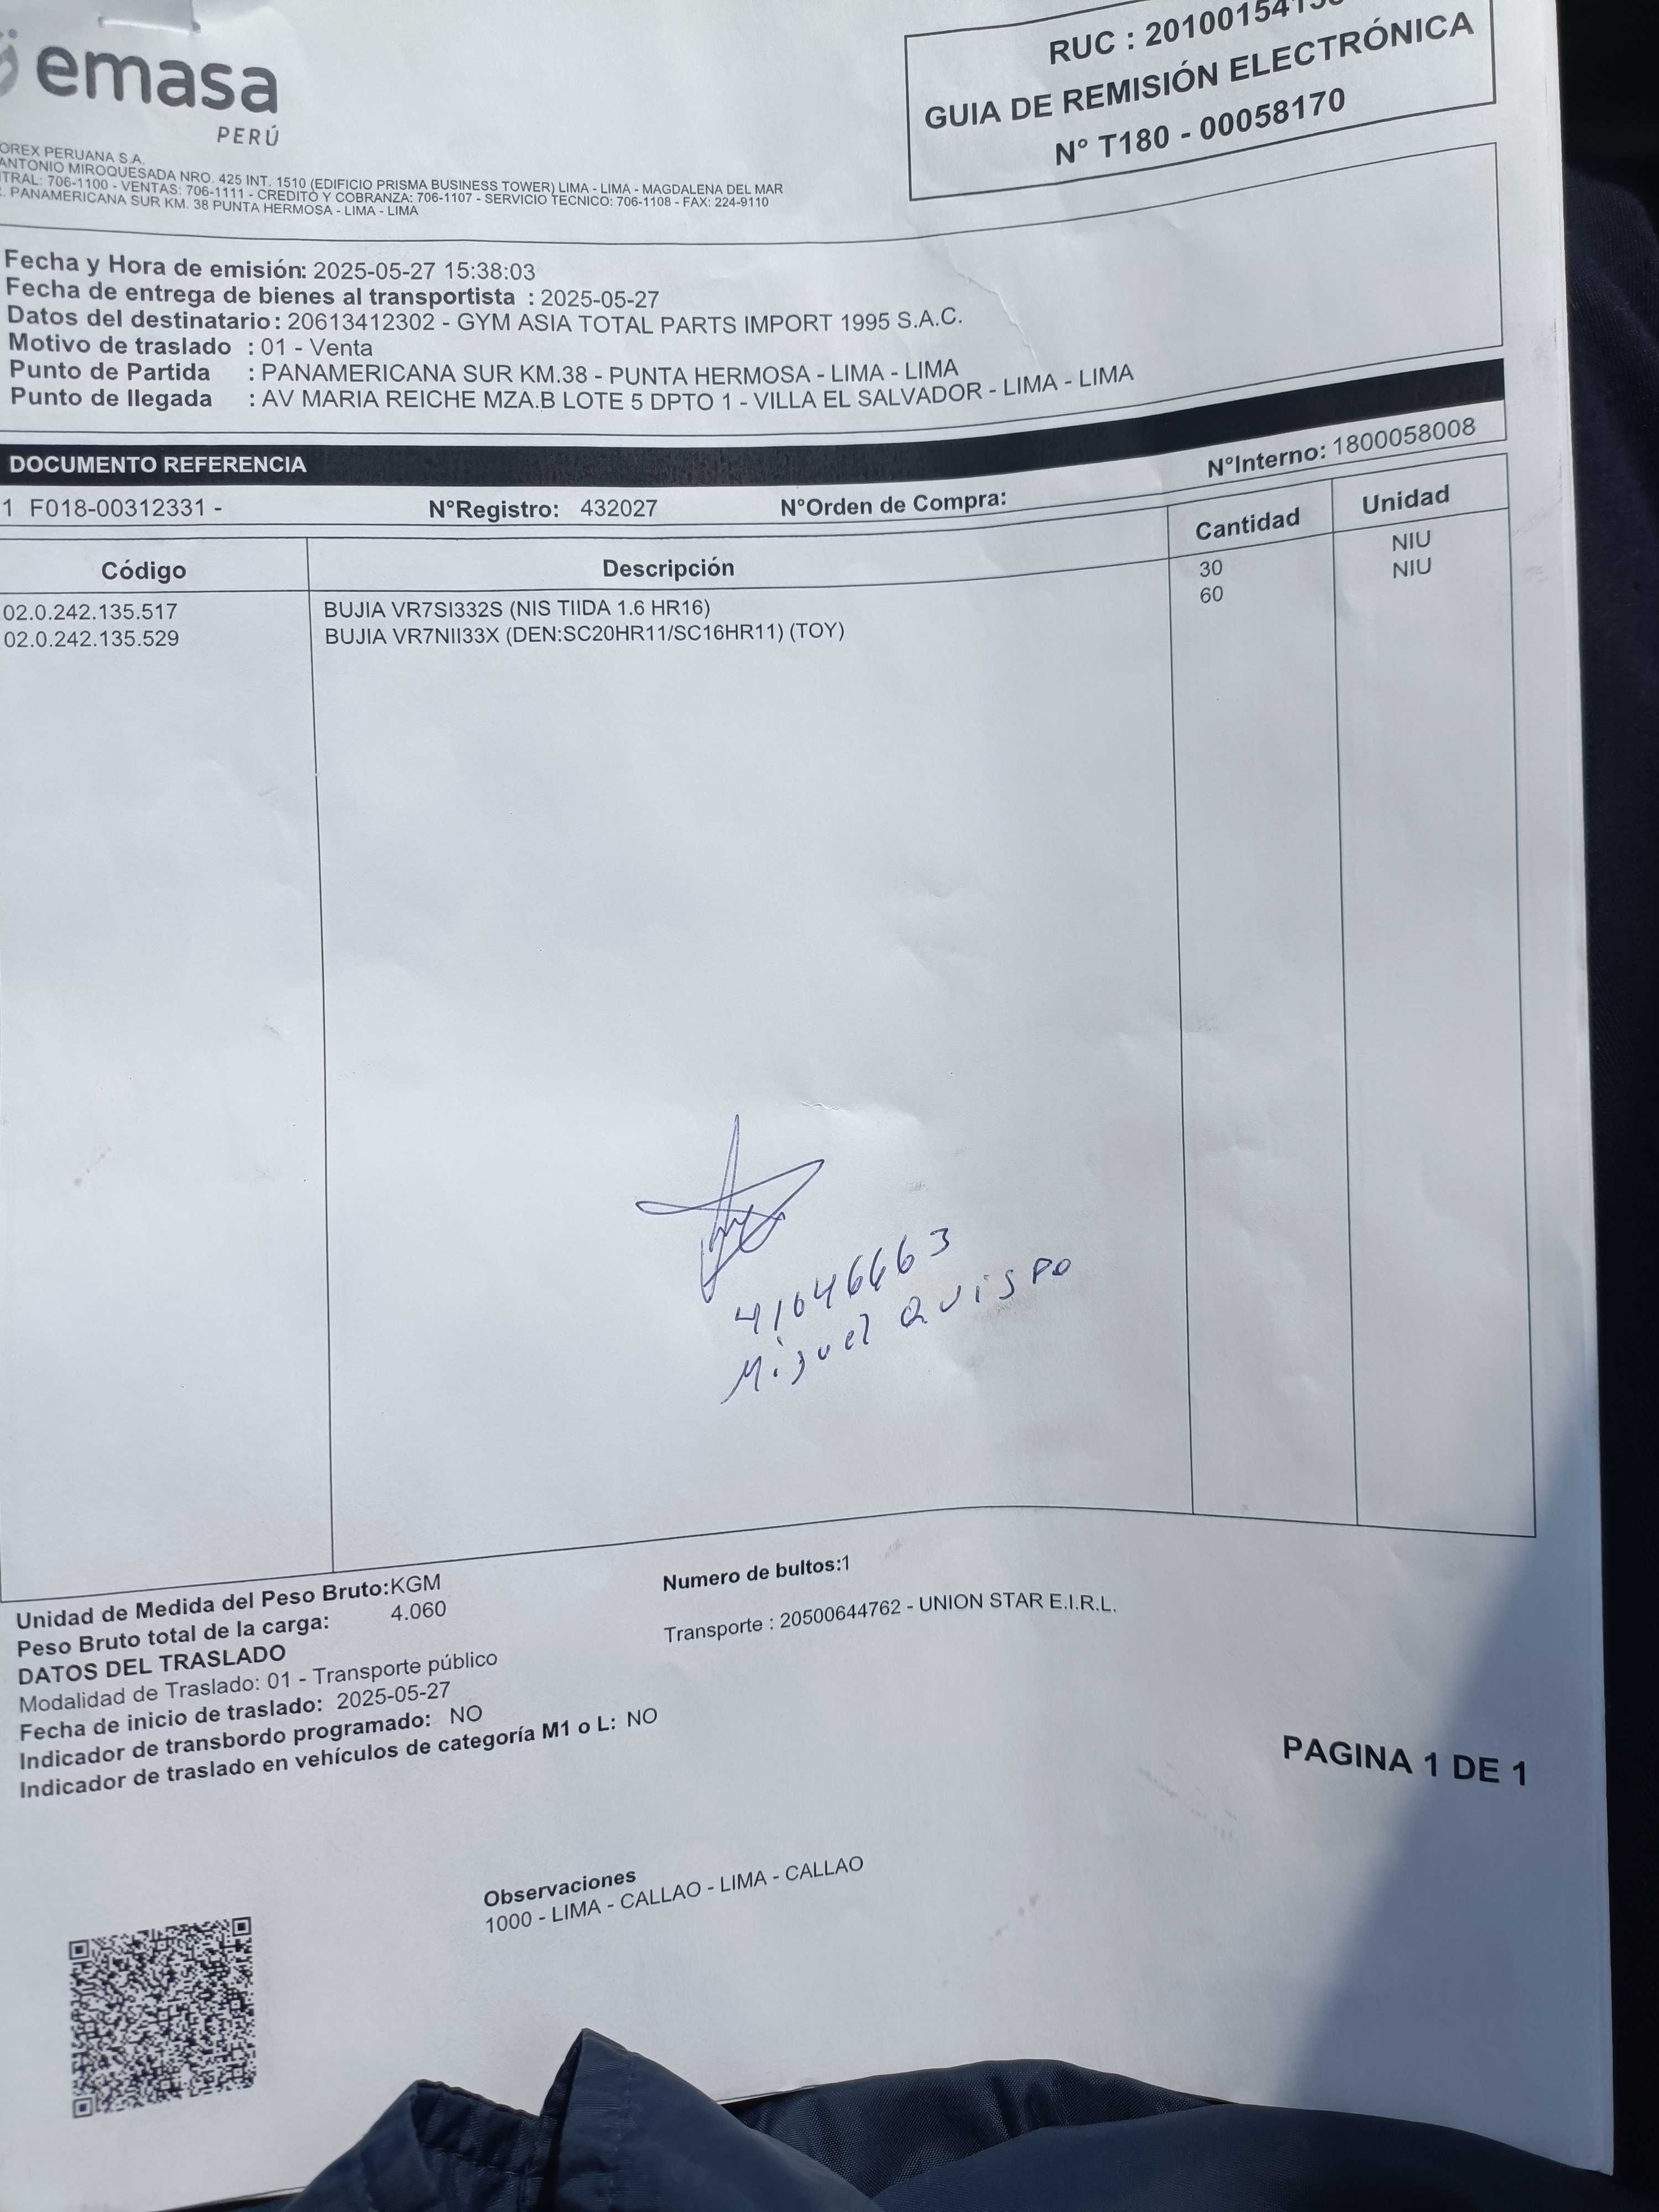 emasa
PERÚ
OREX PERUANA S.A.
ANTONIO MIROQUESADA NRO. 425 INT. 1510 (EDIFICIO PRISMA BUSINESS TOWER) LIMA - LIMA - MAGDALENA DEL MAR
TRAL: 706-1100 - VENTAS: 706-1111 - CREDITO Y COBRANZA: 706-1107 - SERVICIO TECNICO: 706-1108 - FAX: 224-9110
. PANAMERICANA SUR KM. 38 PUNTA HERMOSA - LIMA - LIMA
RUC : 20100154
GUIA DE REMISIÓN ELECTRÓNICA
N° T180 - 00058170
Fecha y Hora de emisión: 2025-05-27 15:38:03
Fecha de entrega de bienes al transportista : 2025-05-27
Datos del destinatario: 20613412302 - GYM ASIA TOTAL PARTS IMPORT 1995 S.A.C.
Motivo de traslado : 01 - Venta
Punto de Partida : PANAMERICANA SUR KM.38 - PUNTA HERMOSA - LIMA - LIMA
Punto de llegada : AV MARIA REICHE MZA.B LOTE 5 DPTO 1 - VILLA EL SALVADOR - LIMA - LIMA
DOCUMENTO REFERENCIA
1 F018-00312331 - N°Registro: 432027 N°Orden de Compra: N°Interno: 1800058008
Código Descripción Cantidad Unidad
02.0.242.135.517 BUJIA VR7SI332S (NIS TIIDA 1.6 HR16) 30 NIU
02.0.242.135.529 BUJIA VR7NII33X (DEN:SC20HR11/SC16HR11) (TOY) 60 NIU
41046663
Miguel Quispe
Unidad de Medida del Peso Bruto:KGM Numero de bultos:1
Peso Bruto total de la carga: 4.060 Transporte : 20500644762 - UNION STAR E.I.R.L.
DATOS DEL TRASLADO
Modalidad de Traslado: 01 - Transporte público
Fecha de inicio de traslado: 2025-05-27
Indicador de transbordo programado: NO
Indicador de traslado en vehículos de categoría M1 o L: NO
PAGINA 1 DE 1
Observaciones
1000 - LIMA - CALLAO - LIMA - CALLAO